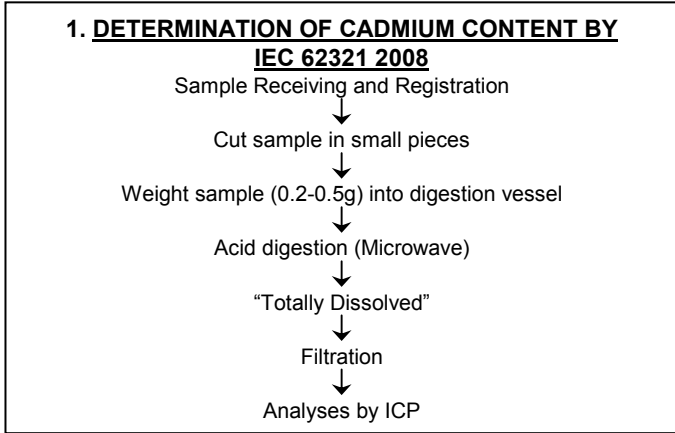 1. DETERMINATION OF CADMIUM CONTENT BY
IEC 62321 2008
Sample Receiving and Registration
Cut sample in small pieces
Weight sample (0.2-0.5g) into digestion vessel
Acid digestion (Microwave)
“Totally Dissolved”
Filtration
Analyses by ICP